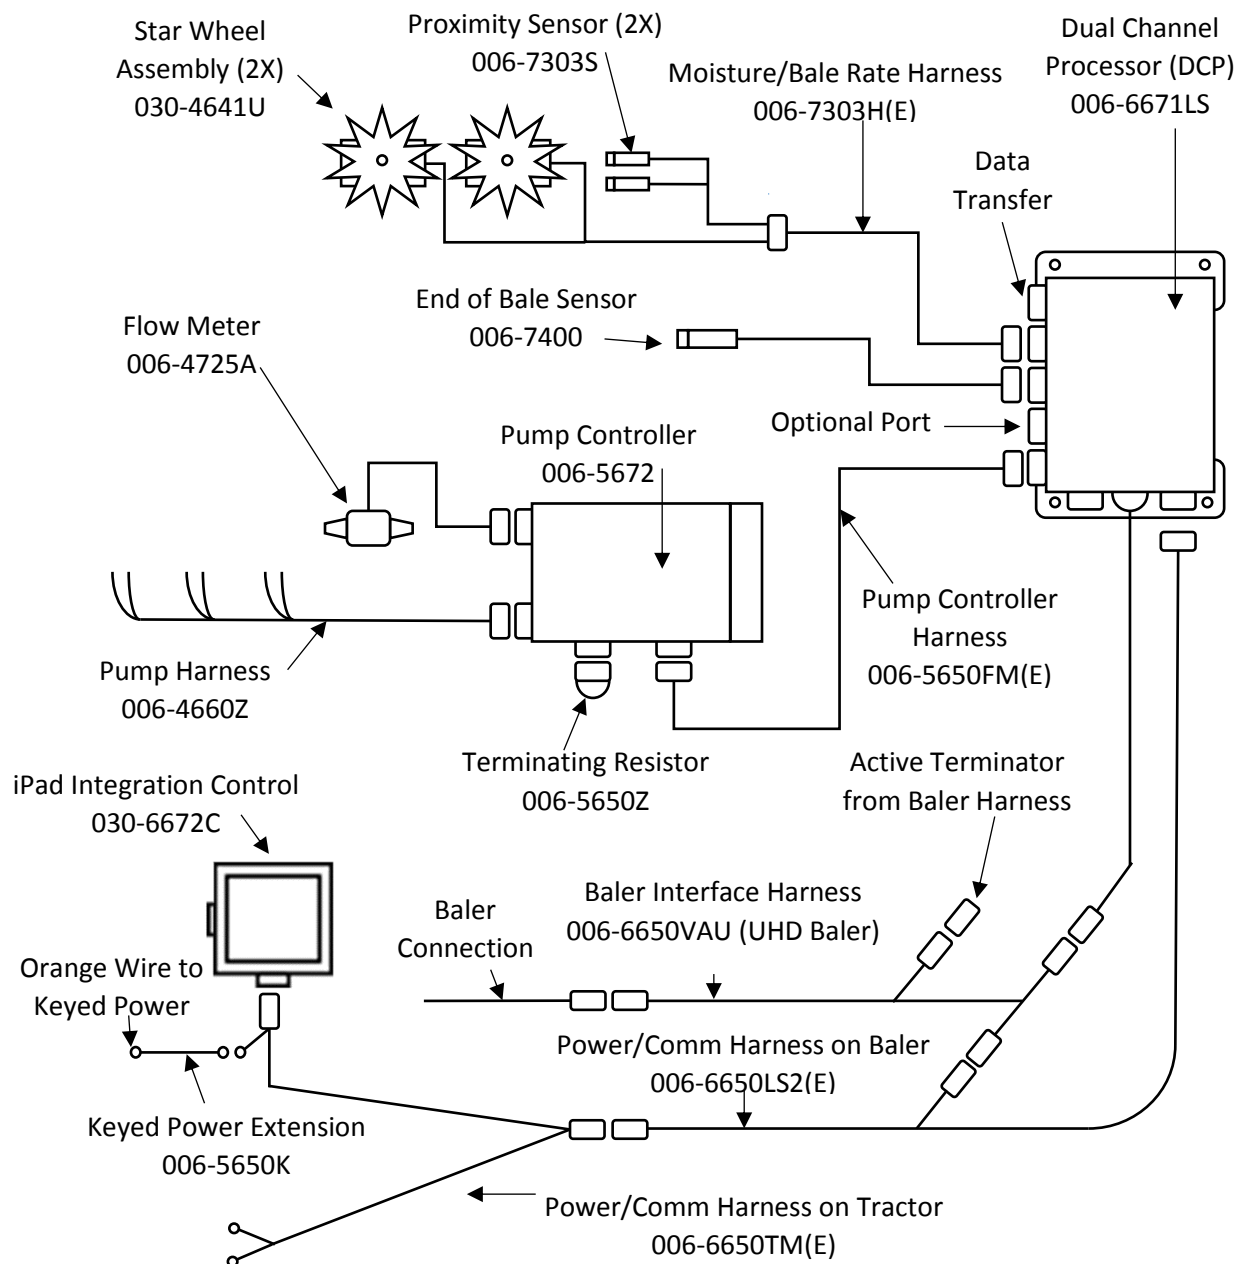 Star Wheel
Assembly (2X)
030-4641U
Proximity Sensor (2X)
006-7303S
Moisture/Bale Rate Harness
006-7303H(E)
Dual Channel
Processor (DCP)
006-6671LS
Data
Transfer
End of Bale Sensor
006-7400
Flow Meter
006-4725A
Optional Port
Pump Controller
006-5672
Pump Controller
Harness
006-5650FM(E)
Pump Harness
006-4660Z
Terminating Resistor
006-5650Z
Active Terminator
from Baler Harness
iPad Integration Control
030-6672C
Baler Interface Harness
006-6650VAU (UHD Baler)
Baler
Connection
Orange Wire to
Keyed Power
Power/Comm Harness on Baler
006-6650LS2(E)
Keyed Power Extension
006-5650K
Power/Comm Harness on Tractor
006-6650TM(E)